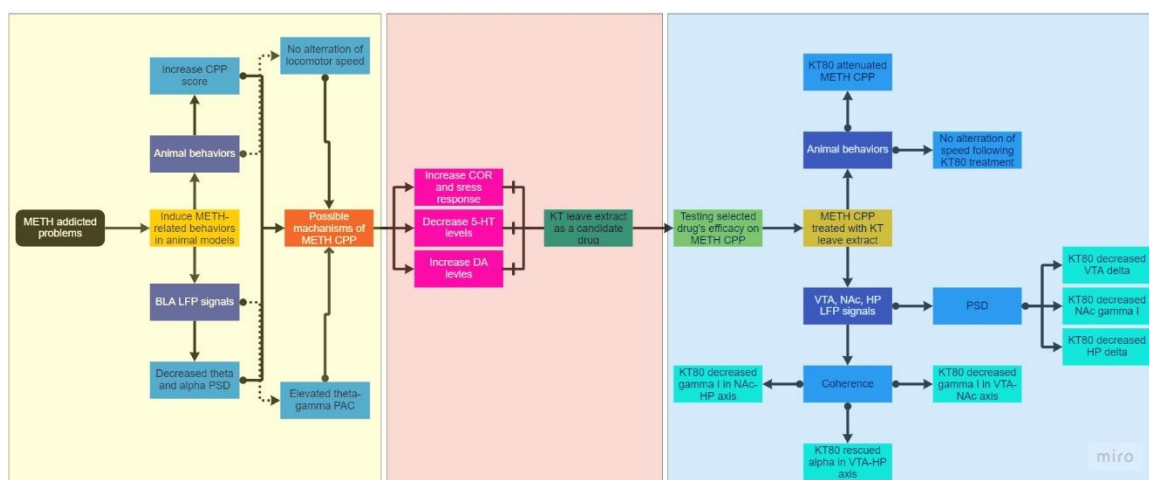 No alterration of
locomotor speed
Increase CPP
score
Animal behaviors
METH addicted
problems
Induce METH-
related behaviors
in animal models
Possible
machanisms of
METH CPP
BLA LFP signals
Decreased theta
and alpha PSD
Elevated theta-
gamma PAC
Increase COR
and sress
response
Decrease 5-HT
levels
Increase DA
levies
KT leave extract
as a candidate
drug
Testing selected
drug's efficacy on
METH CPP
KT80 attenuated
METH CPP
Animal behaviors
No alterration of
speed following
KT80 treatment
METH CPP
treated with KT
leave extract
VTA, NAc, HP
LFP signals
PSD
KT80 decreased
VTA delta
KT80 decreased
NAc gamma I
KT80 decreased
HP delta
KT80 decreased
gamma I in NAc-
HP axis
Coherence
KT80 decreased
gamma I in VTA-
NAc axis
KT80 rescued
alpha in VTA-HP
axis
miro